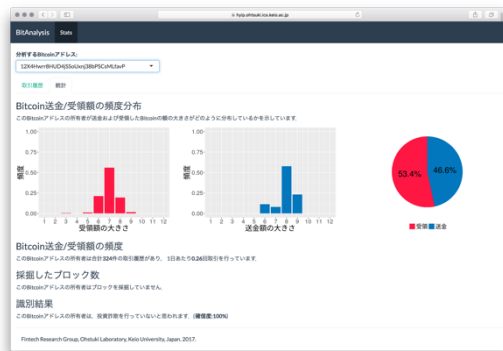 hyip.ohtsuki.ics.keio.ac.jp
BitAnalysis Stats
分析するBitcoinアドレス:
取引履歴 統計
Bitcoin送金/受領額の頻度分布
このBitcoinアドレスの所有者が送金および受領したBitcoinの額の大きさがどのように分布しているかを示しています.
1.00
0.75
頻度 0.50
0.25
0.00
1 2 3 4 5 6 7 8 9 10 11 12
受領額の大きさ
1.00
0.75
頻度 0.50
0.25
0.00
1 2 3 4 5 6 7 8 9 10 11 12
送金額の大きさ
53.4% 46.6%
受領 送金
Bitcoin送金/受領額の頻度
このBitcoinアドレスの所有者は合計324件の取引履歴があり、1日あたり0.26回取引を行っています.
採掘したブロック数
このBitcoinアドレスの所有者はブロックを採掘していません.
識別結果
このBitcoinアドレスの所有者は、投資詐欺を行っていないと思われます. (確信度:100%)
Fintech Research Group, Ohtsuki Laboratory, Keio University, Japan. 2017.